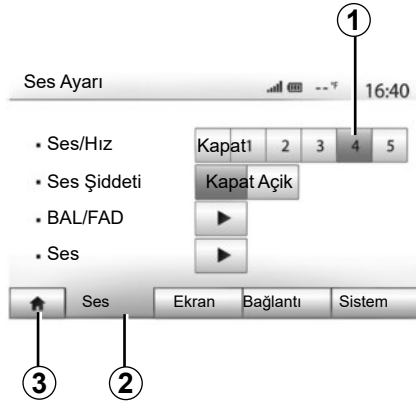 1
Ses Ayarı --°F 16:40
Ses/Hız Kapat 1 2 3 4 5
Ses Şiddeti Kapat Açik
BAL/FAD
Ses
Ses Ekran Bağlantı Sistem
3 2